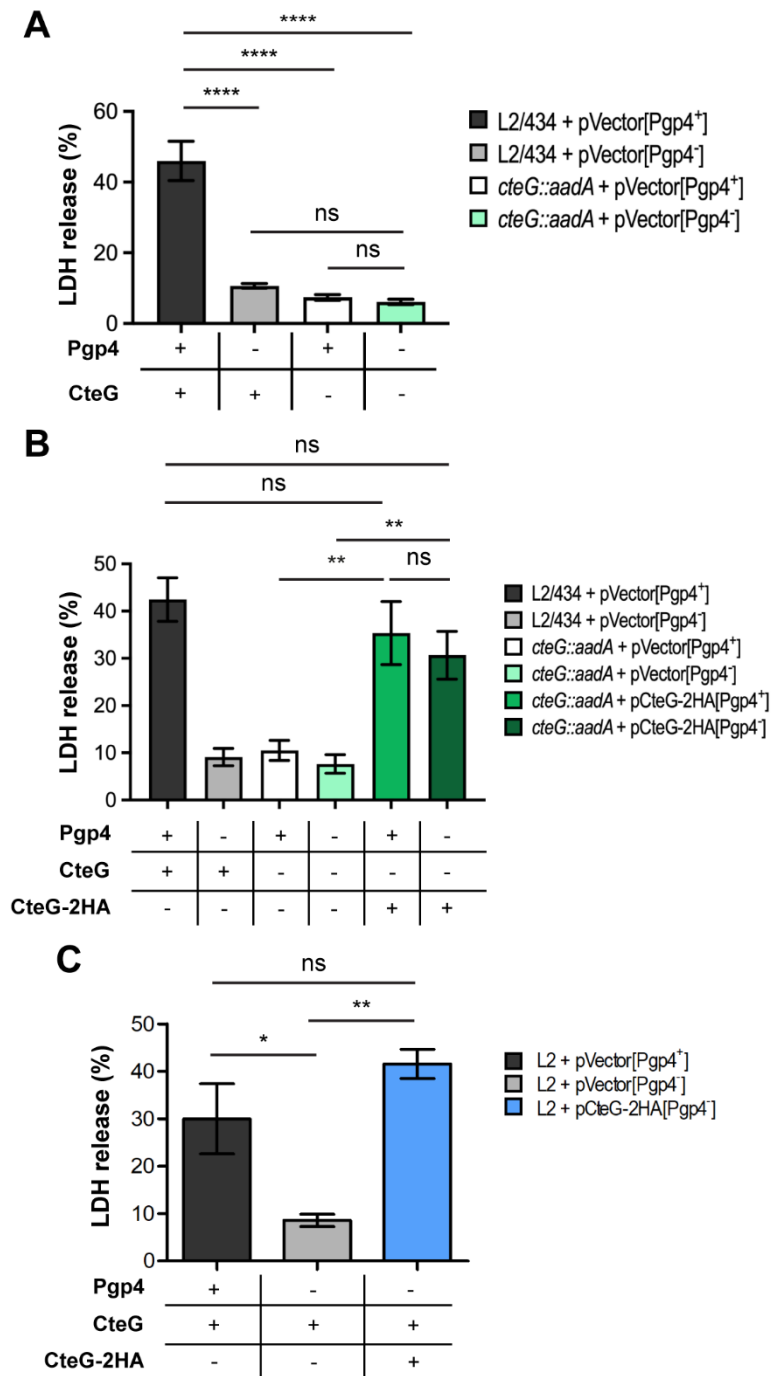 A
****
****
****
ns
ns
LDH release (%)
60
40
20
0
L2/434 + pVector[Pgp4⁺]
L2/434 + pVector[Pgp4⁻]
cteG::aadA + pVector[Pgp4⁺]
cteG::aadA + pVector[Pgp4⁻]
Pgp4 + - + -
CteG + + - -
B
ns
ns
**
** ns
LDH release (%)
50
40
30
20
10
0
L2/434 + pVector[Pgp4⁺]
L2/434 + pVector[Pgp4⁻]
cteG::aadA + pVector[Pgp4⁺]
cteG::aadA + pVector[Pgp4⁻]
cteG::aadA + pCteG-2HA[Pgp4⁺]
cteG::aadA + pCteG-2HA[Pgp4⁻]
Pgp4 + - + - + -
CteG + + - - - -
CteG-2HA - - - - + +
C
ns
* **
LDH release (%)
50
40
30
20
10
0
L2 + pVector[Pgp4⁺]
L2 + pVector[Pgp4⁻]
L2 + pCteG-2HA[Pgp4⁻]
Pgp4 + - -
CteG + + +
CteG-2HA - - +